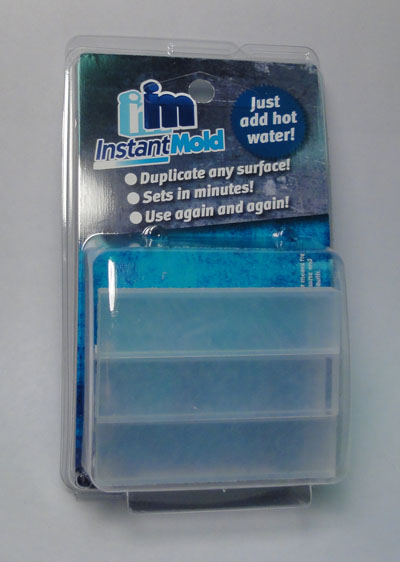 im
InstantMold
Just
add hot
water!
Duplicate any surface!
Sets in minutes!
Use again and again!